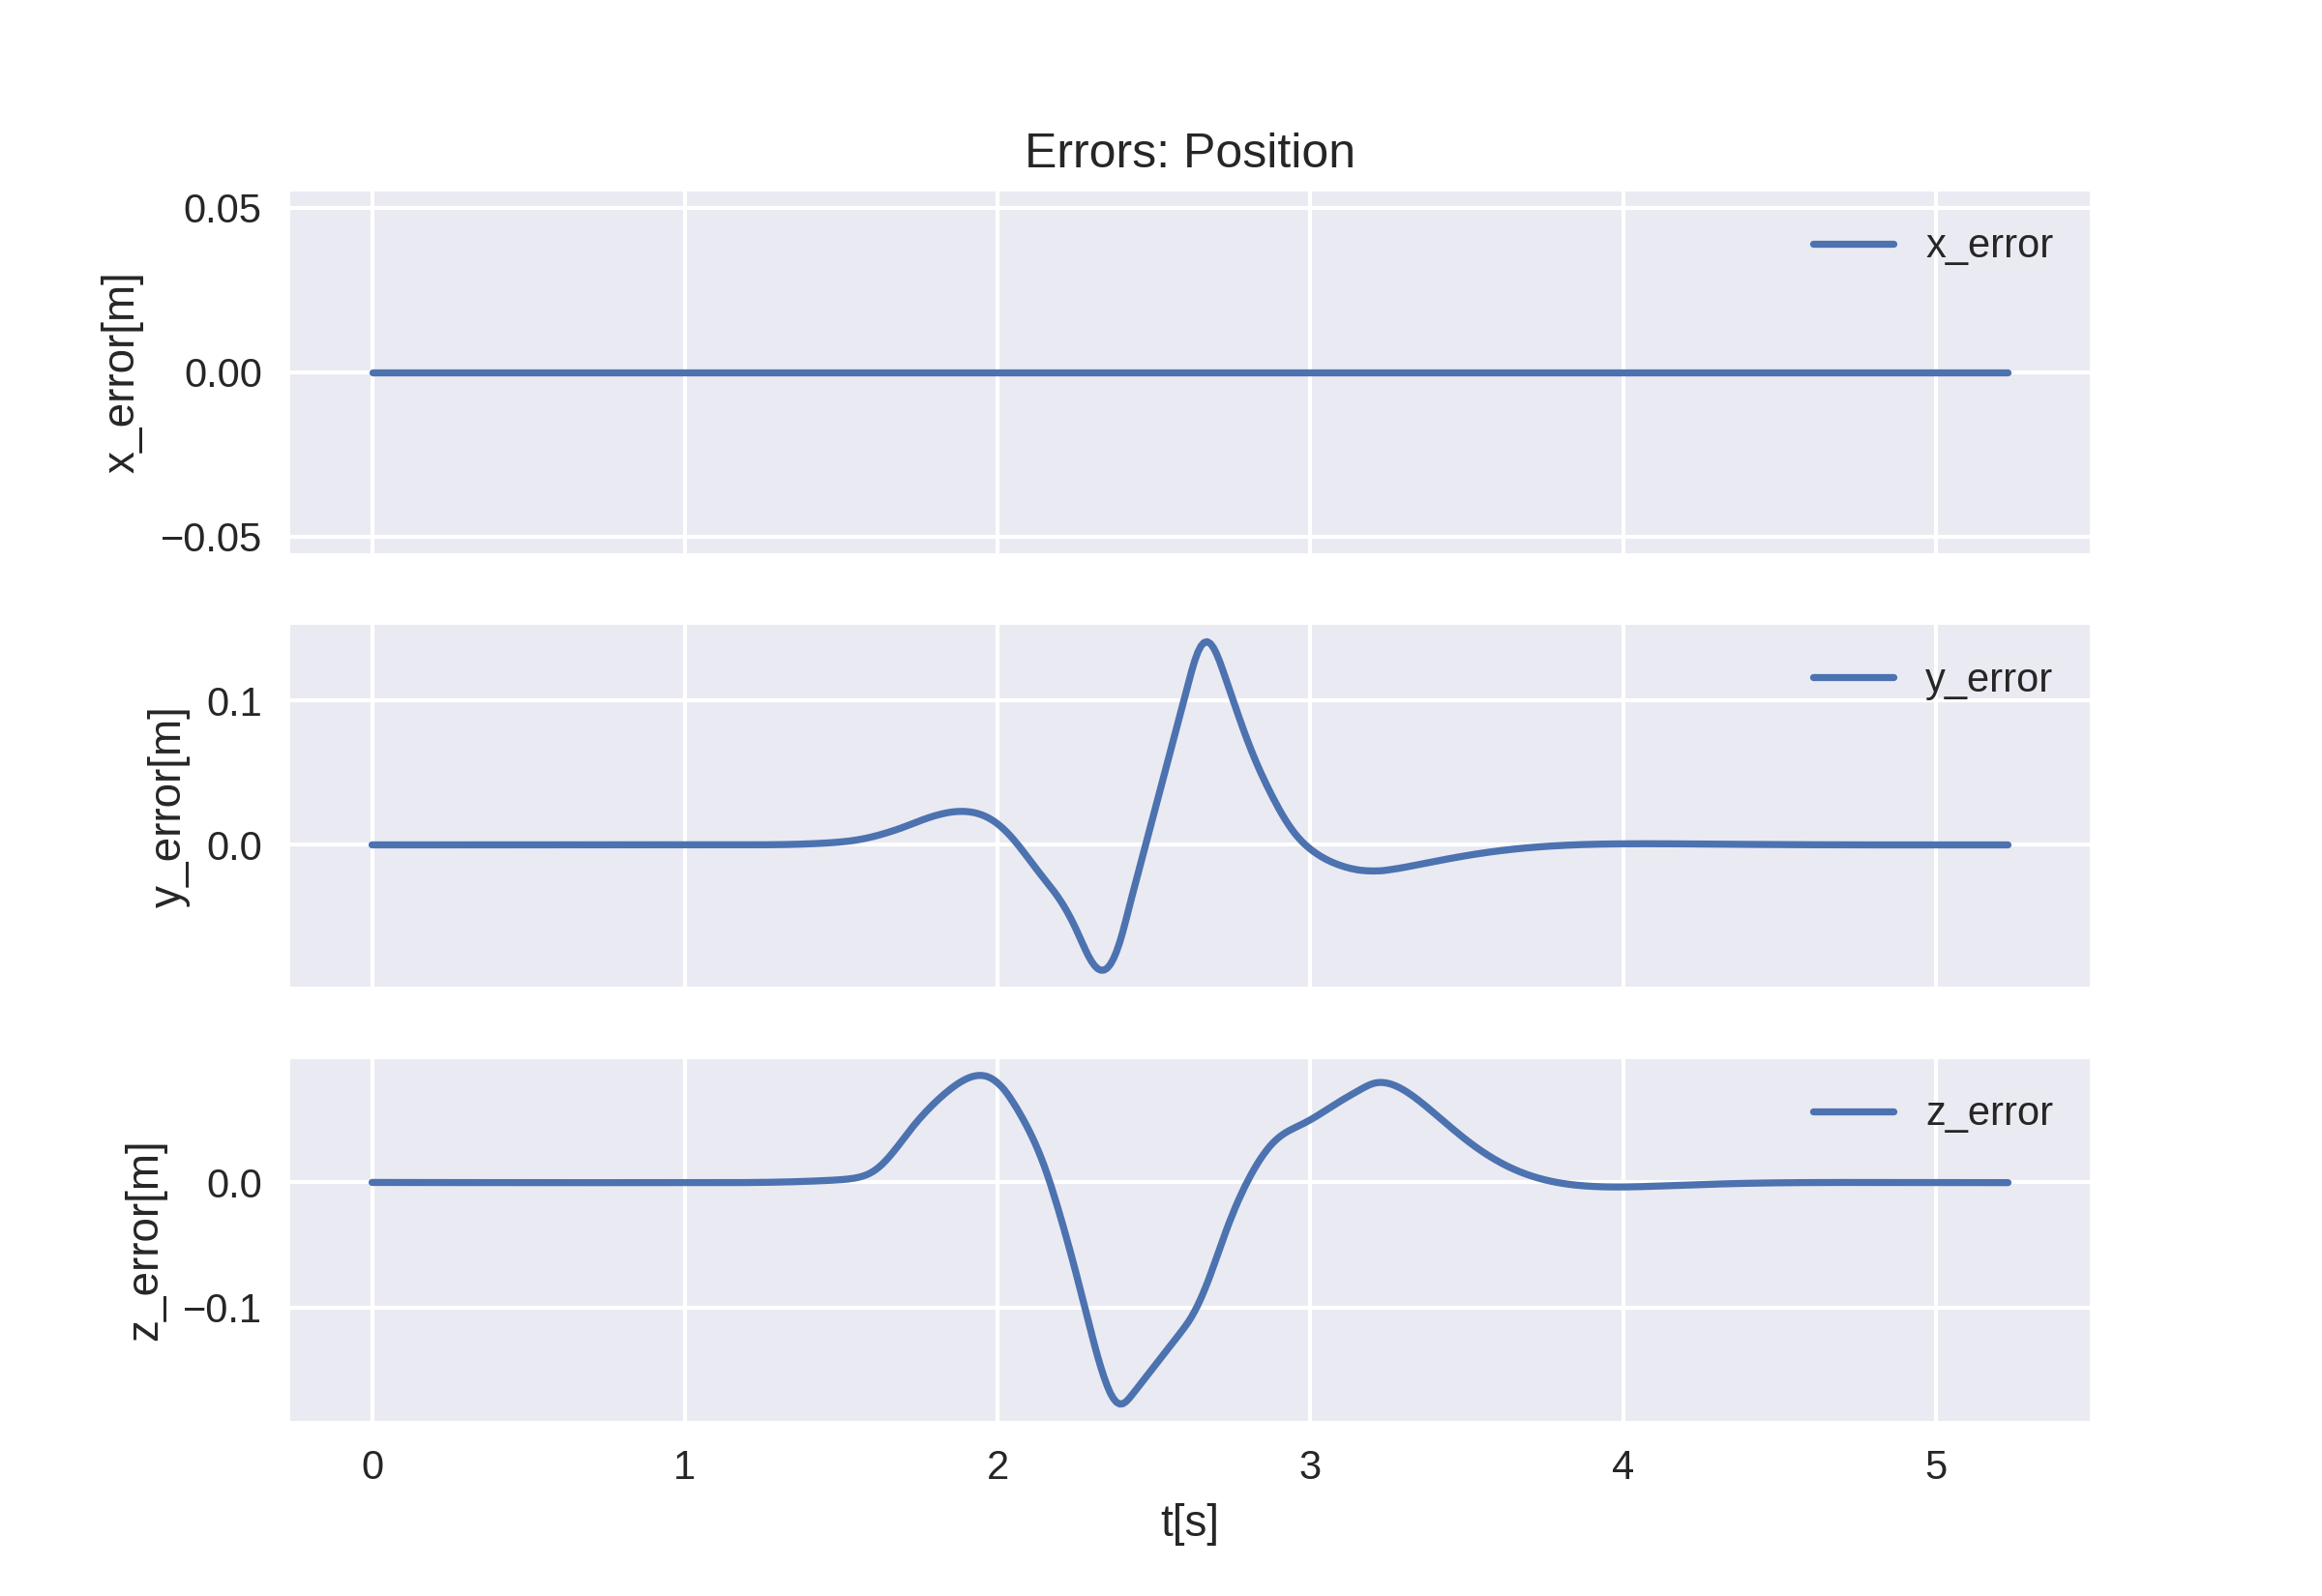 Errors: Position
0.05
0.00
−0.05
x_error[m]
x_error
0.1
0.0
y_error[m]
y_error
0.0
−0.1
z_error[m]
z_error
0 1 2 3 4 5
t[s]